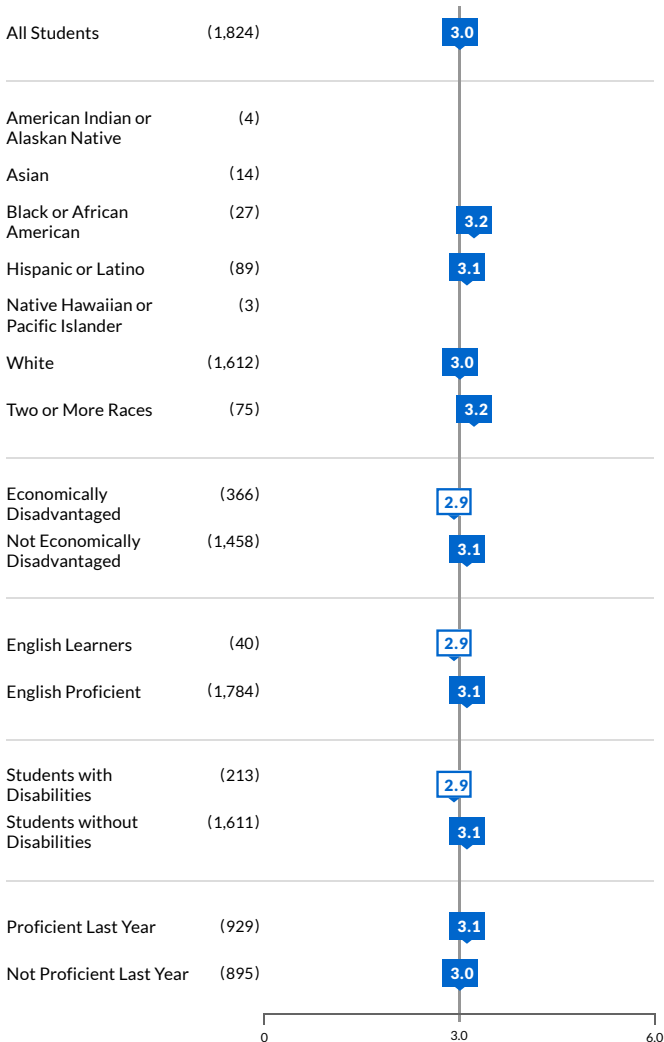 All Students (1,824) 3.0
American Indian or (4)
Alaskan Native
Asian (14)
Black or African (27) 3.2
American
Hispanic or Latino (89) 3.1
Native Hawaiian or (3)
Pacific Islander
White (1,612) 3.0
Two or More Races (75) 3.2
Economically (366) 2.9
Disadvantaged
Not Economically (1,458) 3.1
Disadvantaged
English Learners (40) 2.9
English Proficient (1,784) 3.1
Students with (213) 2.9
Disabilities
Students without (1,611) 3.1
Disabilities
Proficient Last Year (929) 3.1
Not Proficient Last Year (895) 3.0
0 3.0 6.0